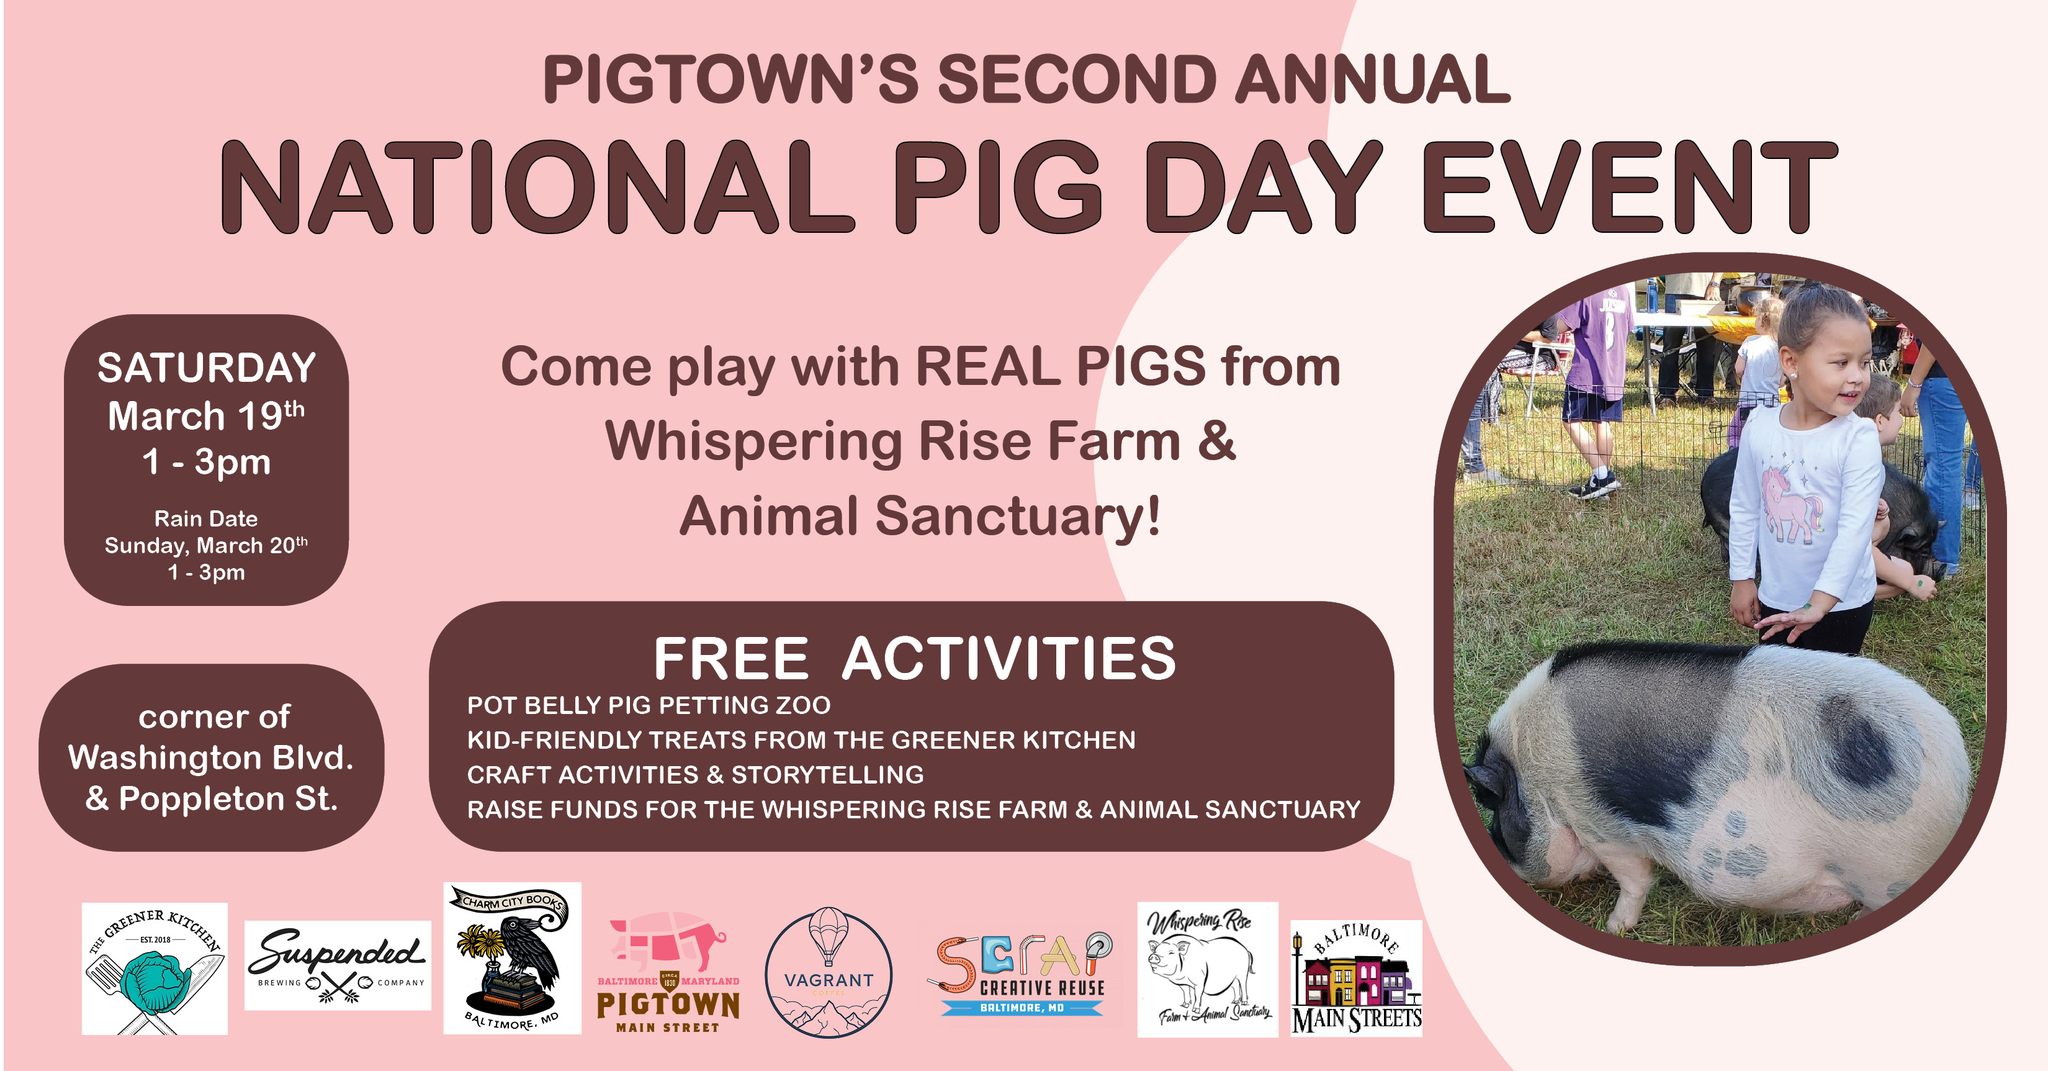 PIGTOWN'S SECOND ANNUAL
NATIONAL PIG DAY EVENT
SATURDAY
March 19th
1 - 3pm
Rain Date
Sunday, March 20th
1 - 3pm
Come play with REAL PIGS from
Whispering Rise Farm &
Animal Sanctuary!
corner of
Washington Blvd.
& Poppleton St.
FREE ACTIVITIES
POT BELLY PIG PETTING ZOO
KID-FRIENDLY TREATS FROM THE GREENER KITCHEN
CRAFT ACTIVITIES & STORYTELLING
RAISE FUNDS FOR THE WHISPERING RISE FARM & ANIMAL SANCTUARY
THE GREENER KITCHEN
EST. 2018
Suspended
BREWING COMPANY
CHARM CITY BOOKS
BALTIMORE, MD
BALTIMORE CIRCA 1830 MARYLAND
PIGTOWN
MAIN STREET
VAGRANT
COFFEE
SCRAP
CREATIVE REUSE
BALTIMORE, MD
Whispering Rise
Farm + Animal Sanctuary
BALTIMORE
MAIN STREETS